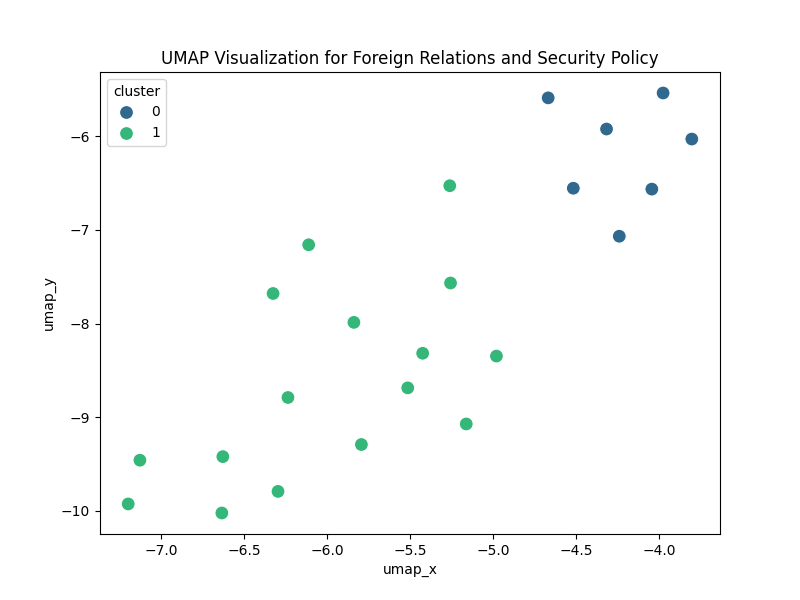 UMAP Visualization for Foreign Relations and Security Policy
cluster
0
1
−6
−7
−8
−9
−10
umap_y
−7.0 −6.5 −6.0 −5.5 −5.0 −4.5 −4.0
umap_x